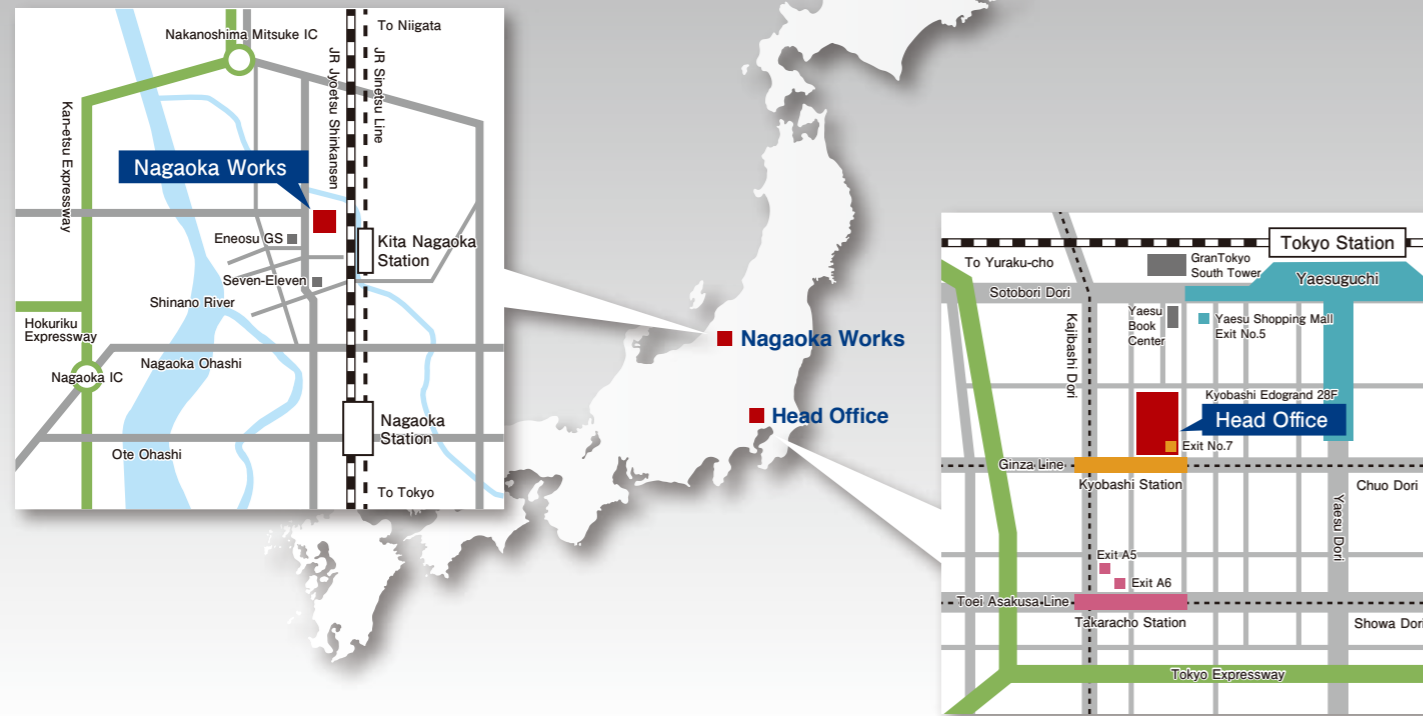 Nakanoshima Mitsuke IC
To Niigata
JR Jyoetsu Shinkansen
JR Sinetsu Line
Kan-etsu Expressway
Nagaoka Works
Eneosu GS
Kita Nagaoka
Station
Seven-Eleven
Shinano River
Hokuriku
Expressway
Nagaoka Ohashi
Nagaoka IC
Nagaoka
Station
Ote Ohashi
To Tokyo
Nagaoka Works
Head Office
Tokyo Station
To Yuraku-cho
GranTokyo
South Tower
Yaesuguchi
Sotobori Dori
Kajibashi Dori
Yaesu
Book
Center
Yaesu Shopping Mall
Exit No.5
Kyobashi Edogrand 28F
Head Office
Exit No.7
Ginza Line
Kyobashi Station
Chuo Dori
Yaesu Dori
Exit A5
Exit A6
Toei Asakusa Line
Takaracho Station
Showa Dori
Tokyo Expressway